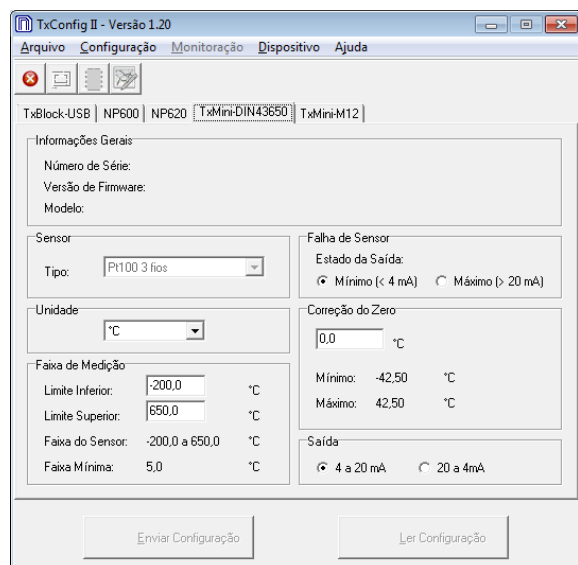 TxConfig II - Versão 1.20
Arquivo Configuração Monitoração Dispositivo Ajuda
TxBlock-USB NP600 NP620 TxMini-DIN43650 TxMini-M12
Informações Gerais
Número de Série:
Versão de Firmware:
Modelo:
Sensor
Tipo: Pt100 3 fios
Falha de Sensor
Estado da Saída:
Mínimo (< 4 mA) Máximo (> 20 mA)
Unidade
°C
Correção do Zero
0,0 °C
Mínimo: -42,50 °C
Máximo: 42,50 °C
Faixa de Medição
Limite Inferior: -200,0 °C
Limite Superior: 650,0 °C
Faixa do Sensor: -200,0 a 650,0 °C
Faixa Mínima: 5,0 °C
Saída
4 a 20 mA 20 a 4mA
Enviar Configuração Ler Configuração